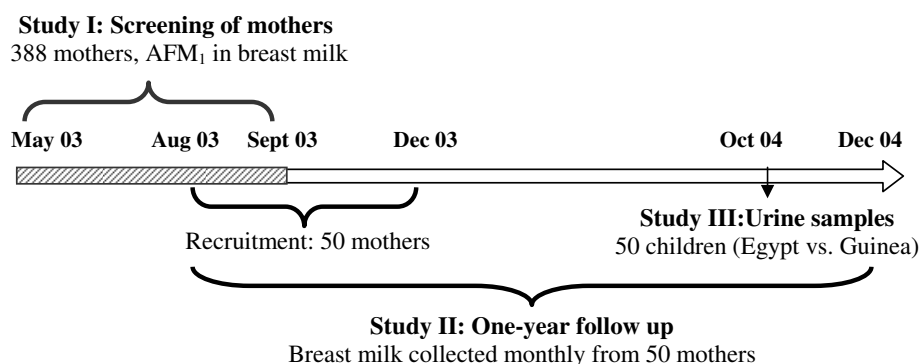 Study I: Screening of mothers
388 mothers, AFM₁ in breast milk
May 03 Aug 03 Sept 03 Dec 03 Oct 04 Dec 04
Study III:Urine samples
50 children (Egypt vs. Guinea)
Recruitment: 50 mothers
Study II: One-year follow up
Breast milk collected monthly from 50 mothers